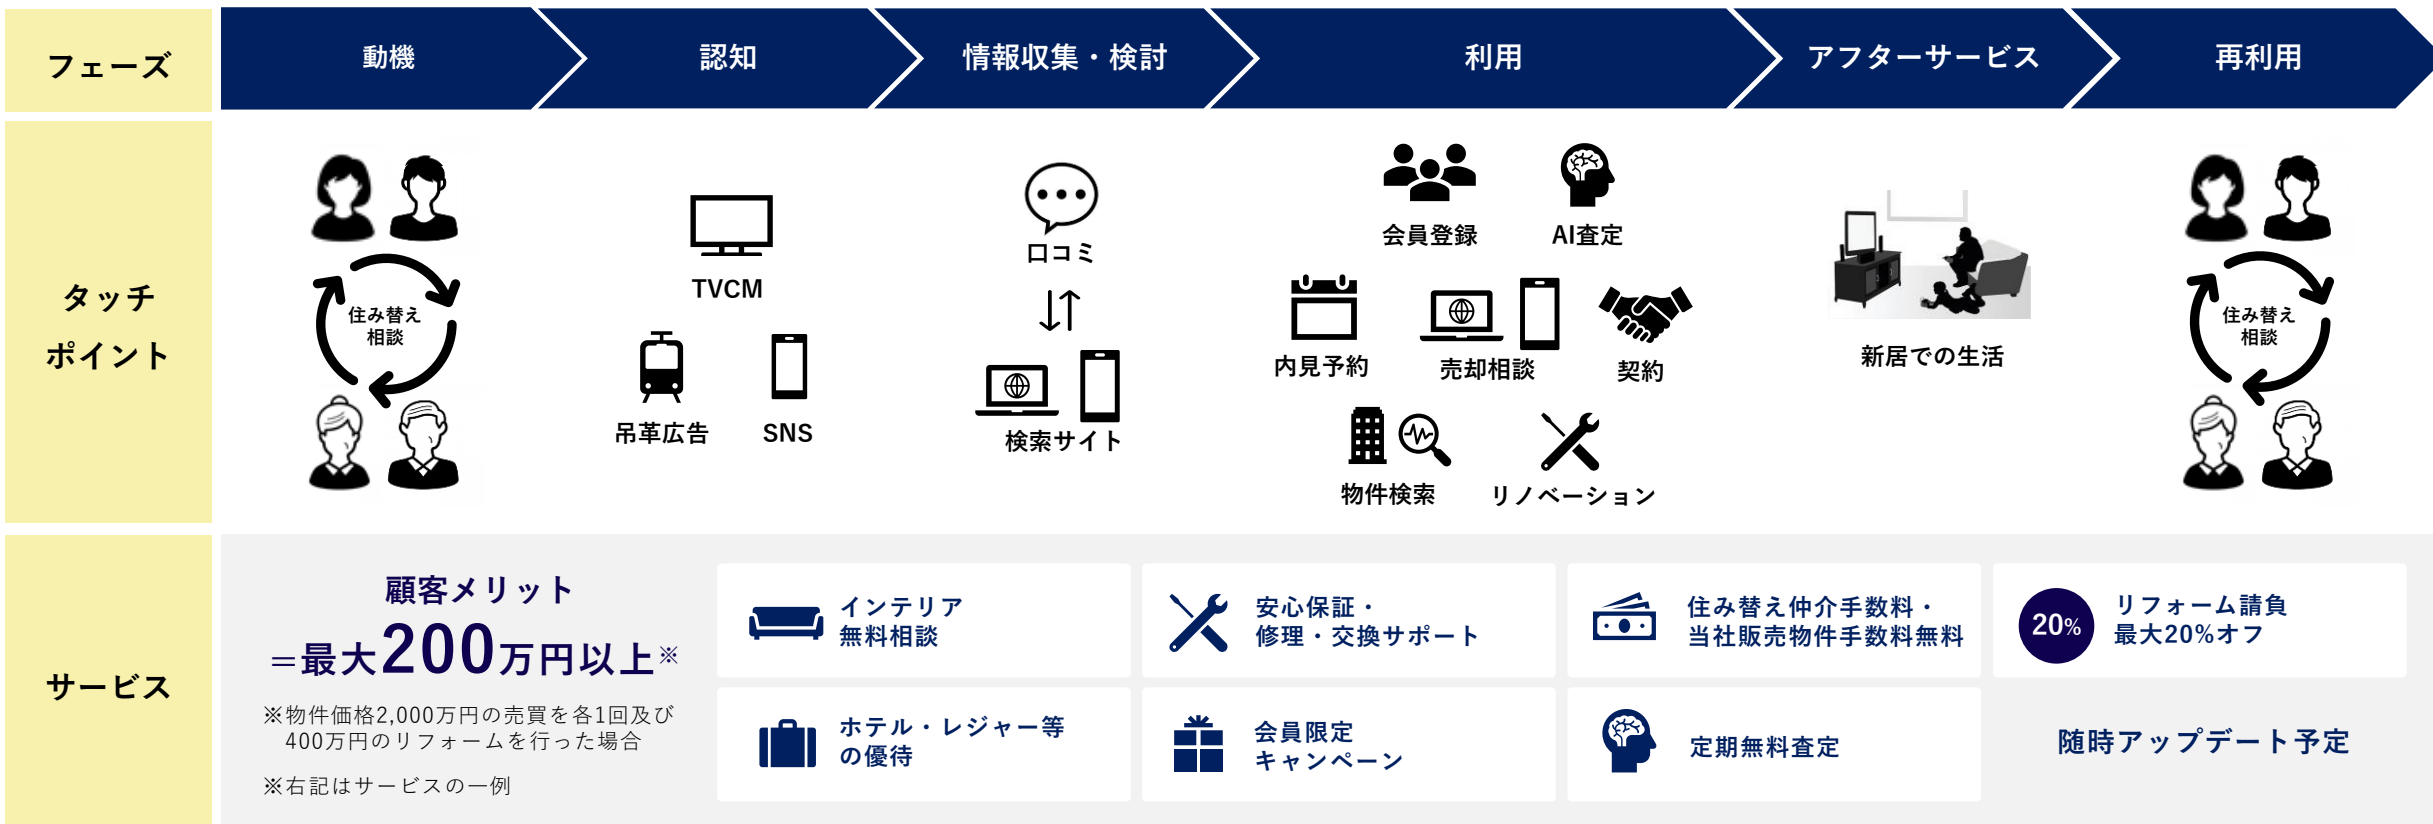 フェーズ
動機
認知
情報収集・検討
利用
アフターサービス
再利用
タッチ
ポイント
住み替え
相談
TVCM
吊革広告
SNS
口コミ
検索サイト
会員登録
AI査定
内見予約
売却相談
契約
物件検索
リノベーション
新居での生活
住み替え
相談
サービス
顧客メリット
=最大200万円以上※
※物件価格2,000万円の売買を各1回及び
400万円のリフォームを行った場合
※右記はサービスの一例
インテリア
無料相談
安心保証・
修理・交換サポート
住み替え仲介手数料・
当社販売物件手数料無料
20%
リフォーム請負
最大20%オフ
ホテル・レジャー等
の優待
会員限定
キャンペーン
定期無料査定
随時アップデート予定